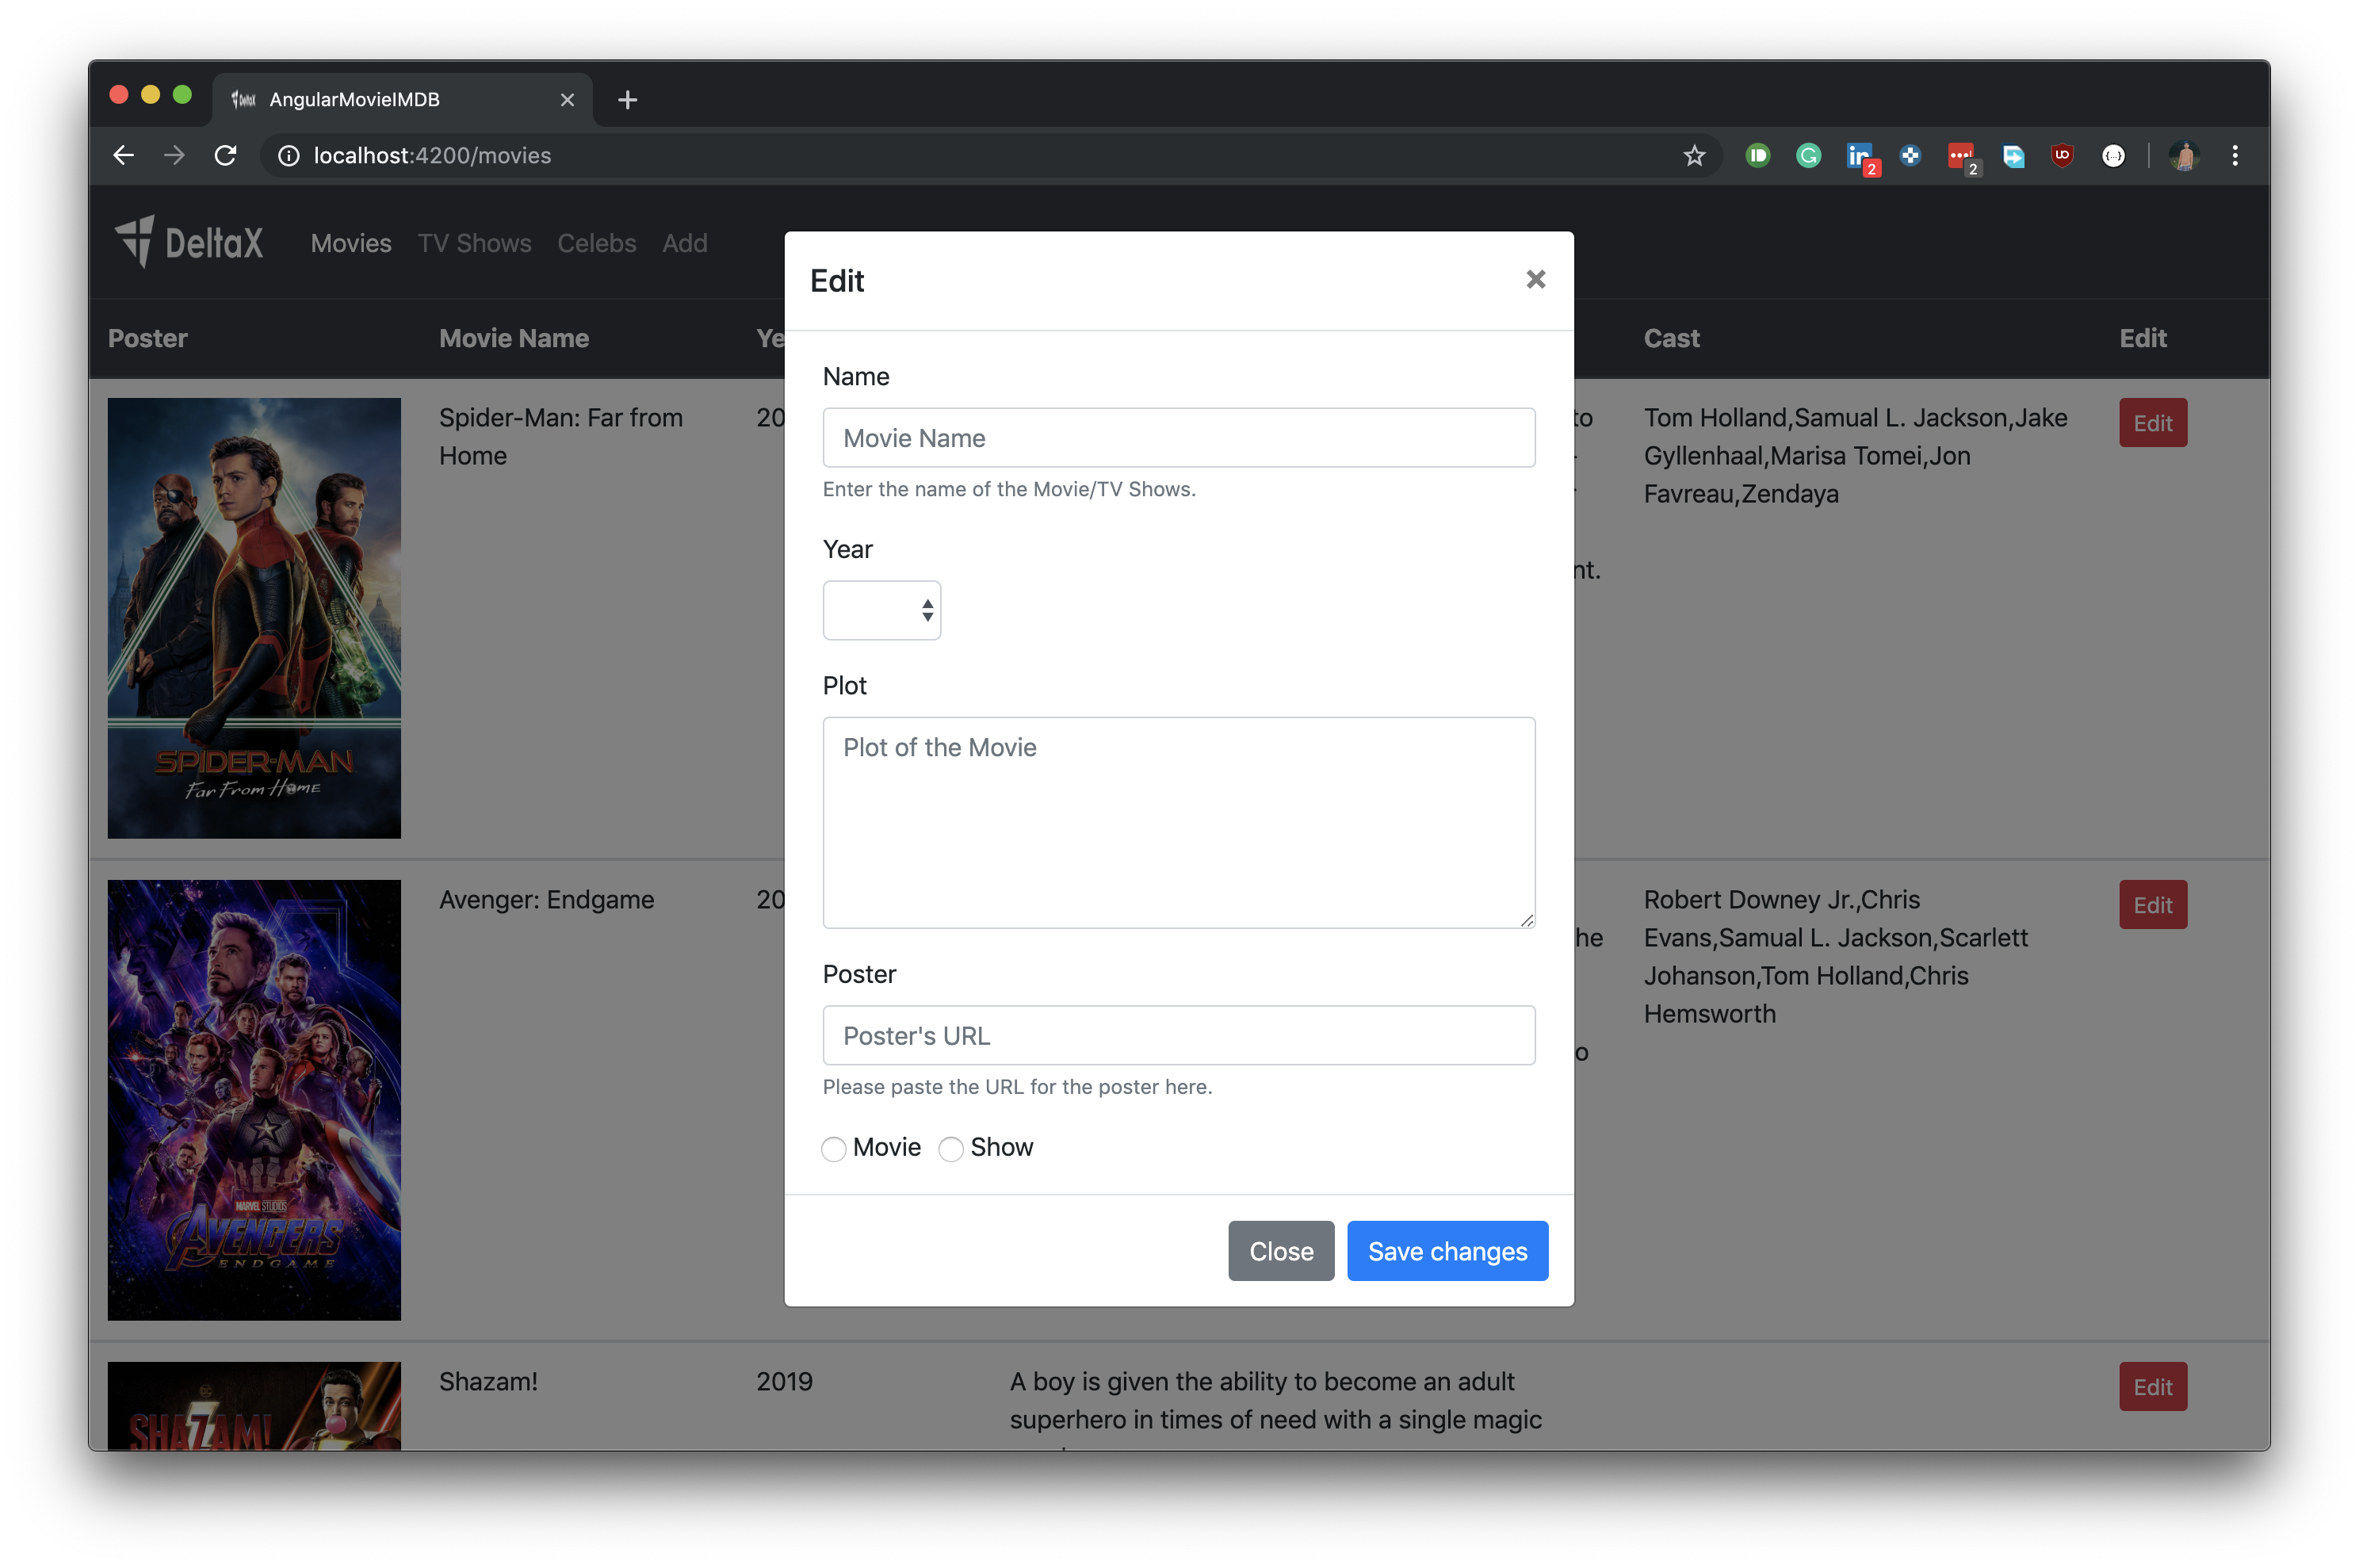 AngularMovieIMDB
localhost:4200/movies
2
2
DeltaX
Movies TV Shows Celebs Add
Edit
Poster Movie Name Cast Edit
Name
Spider-Man: Far from
Home
20
to
Tom Holland,Samual L. Jackson,Jake
Gyllenhaal,Marisa Tomei,Jon
Favreau,Zendaya
Edit
Movie Name
Enter the name of the Movie/TV Shows.
Year
nt.
Plot
Plot of the Movie
SPIDER-MAN
Far From Home
Avenger: Endgame
20
he
Robert Downey Jr.,Chris
Evans,Samual L. Jackson,Scarlett
Johanson,Tom Holland,Chris
Hemsworth
Edit
Poster
Poster's URL
o
Please paste the URL for the poster here.
Movie Show
MARVEL STUDIOS
AVENGERS
ENDGAME
Close Save changes
Shazam!
2019
A boy is given the ability to become an adult
superhero in times of need with a single magic
Edit
SHAZAM!